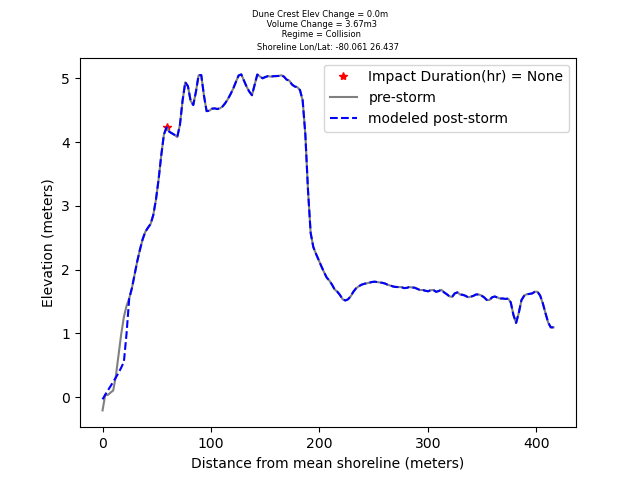 Dune Crest Elev Change = 0.0m
Volume Change = 3.67m3
Regime = Collision
Shoreline Lon/Lat: -80.061 26.437
Impact Duration(hr) = None
pre-storm
modeled post-storm
Elevation (meters)
5
4
3
2
1
0
0 100 200 300 400
Distance from mean shoreline (meters)